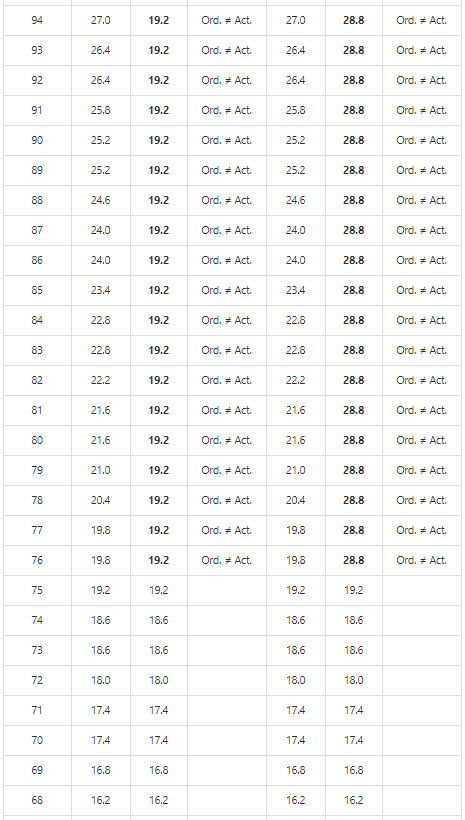 94 27.0 19.2 Ord. ≠ Act. 27.0 28.8 Ord. ≠ Act.
93 26.4 19.2 Ord. ≠ Act. 26.4 28.8 Ord. ≠ Act.
92 26.4 19.2 Ord. ≠ Act. 26.4 28.8 Ord. ≠ Act.
91 25.8 19.2 Ord. ≠ Act. 25.8 28.8 Ord. ≠ Act.
90 25.2 19.2 Ord. ≠ Act. 25.2 28.8 Ord. ≠ Act.
89 25.2 19.2 Ord. ≠ Act. 25.2 28.8 Ord. ≠ Act.
88 24.6 19.2 Ord. ≠ Act. 24.6 28.8 Ord. ≠ Act.
87 24.0 19.2 Ord. ≠ Act. 24.0 28.8 Ord. ≠ Act.
86 24.0 19.2 Ord. ≠ Act. 24.0 28.8 Ord. ≠ Act.
85 23.4 19.2 Ord. ≠ Act. 23.4 28.8 Ord. ≠ Act.
84 22.8 19.2 Ord. ≠ Act. 22.8 28.8 Ord. ≠ Act.
83 22.8 19.2 Ord. ≠ Act. 22.8 28.8 Ord. ≠ Act.
82 22.2 19.2 Ord. ≠ Act. 22.2 28.8 Ord. ≠ Act.
81 21.6 19.2 Ord. ≠ Act. 21.6 28.8 Ord. ≠ Act.
80 21.6 19.2 Ord. ≠ Act. 21.6 28.8 Ord. ≠ Act.
79 21.0 19.2 Ord. ≠ Act. 21.0 28.8 Ord. ≠ Act.
78 20.4 19.2 Ord. ≠ Act. 20.4 28.8 Ord. ≠ Act.
77 19.8 19.2 Ord. ≠ Act. 19.8 28.8 Ord. ≠ Act.
76 19.8 19.2 Ord. ≠ Act. 19.8 28.8 Ord. ≠ Act.
75 19.2 19.2 19.2 19.2
74 18.6 18.6 18.6 18.6
73 18.6 18.6 18.6 18.6
72 18.0 18.0 18.0 18.0
71 17.4 17.4 17.4 17.4
70 17.4 17.4 17.4 17.4
69 16.8 16.8 16.8 16.8
68 16.2 16.2 16.2 16.2